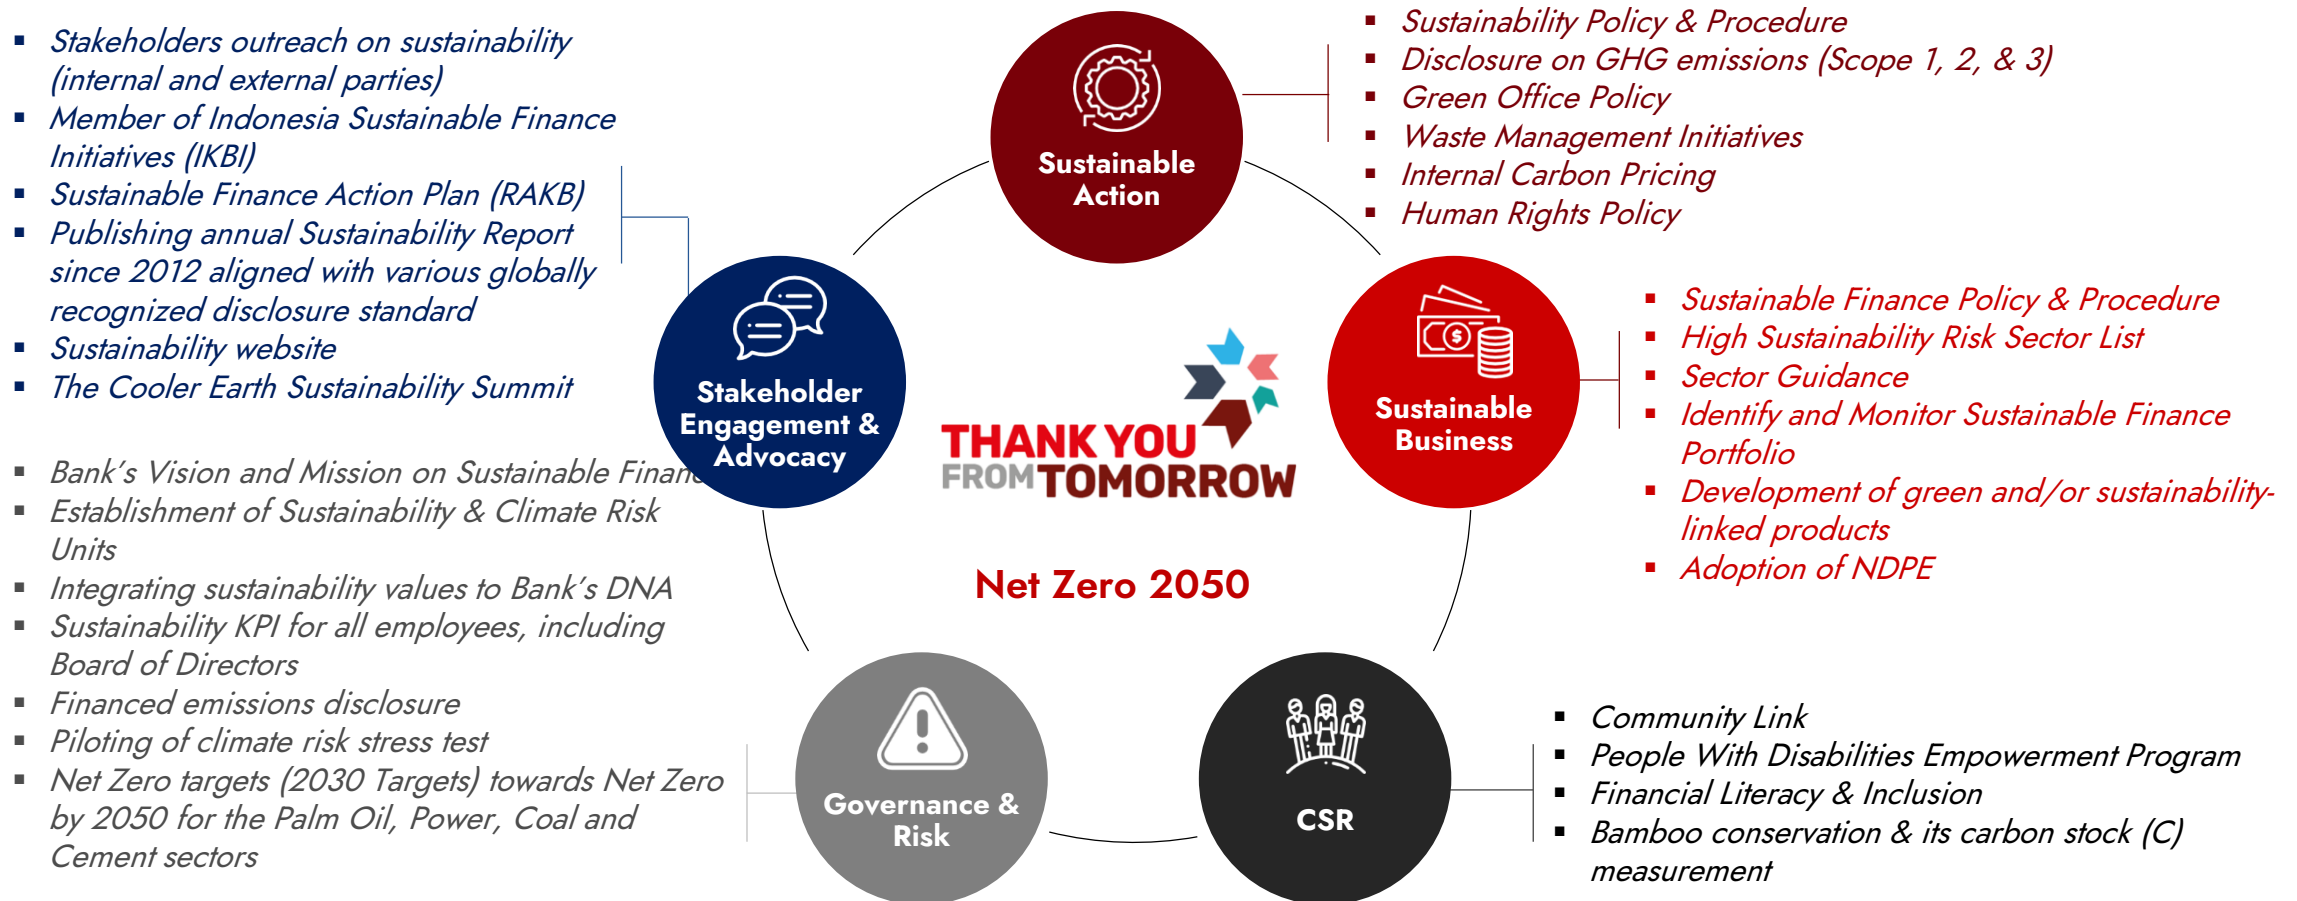 ▪ Stakeholders outreach on sustainability
(internal and external parties)
▪ Member of Indonesia Sustainable Finance
Initiatives (IKBI)
▪ Sustainable Finance Action Plan (RAKB)
▪ Publishing annual Sustainability Report
since 2012 aligned with various globally
recognized disclosure standard
▪ Sustainability website
▪ The Cooler Earth Sustainability Summit
Stakeholder
Engagement &
Advocacy
Sustainable
Action
▪ Sustainability Policy & Procedure
▪ Disclosure on GHG emissions (Scope 1, 2, & 3)
▪ Green Office Policy
▪ Waste Management Initiatives
▪ Internal Carbon Pricing
▪ Human Rights Policy
Sustainable
Business
▪ Sustainable Finance Policy & Procedure
▪ High Sustainability Risk Sector List
▪ Sector Guidance
▪ Identify and Monitor Sustainable Finance
Portfolio
▪ Development of green and/or sustainability-
linked products
▪ Adoption of NDPE
THANK YOU
FROM TOMORROW
Net Zero 2050
▪ Bank's Vision and Mission on Sustainable
▪ Establishment of Sustainability & Climate Risk
Units
▪ Integrating sustainability values to Bank's DNA
▪ Sustainability KPI for all employees, including
Board of Directors
▪ Financed emissions disclosure
▪ Piloting of climate risk stress test
▪ Net Zero targets (2030 Targets) towards Net Zero
by 2050 for the Palm Oil, Power, Coal and
Cement sectors
Governance &
Risk
CSR
▪ Community Link
▪ People With Disabilities Empowerment Program
▪ Financial Literacy & Inclusion
▪ Bamboo conservation & its carbon stock (C)
measurement